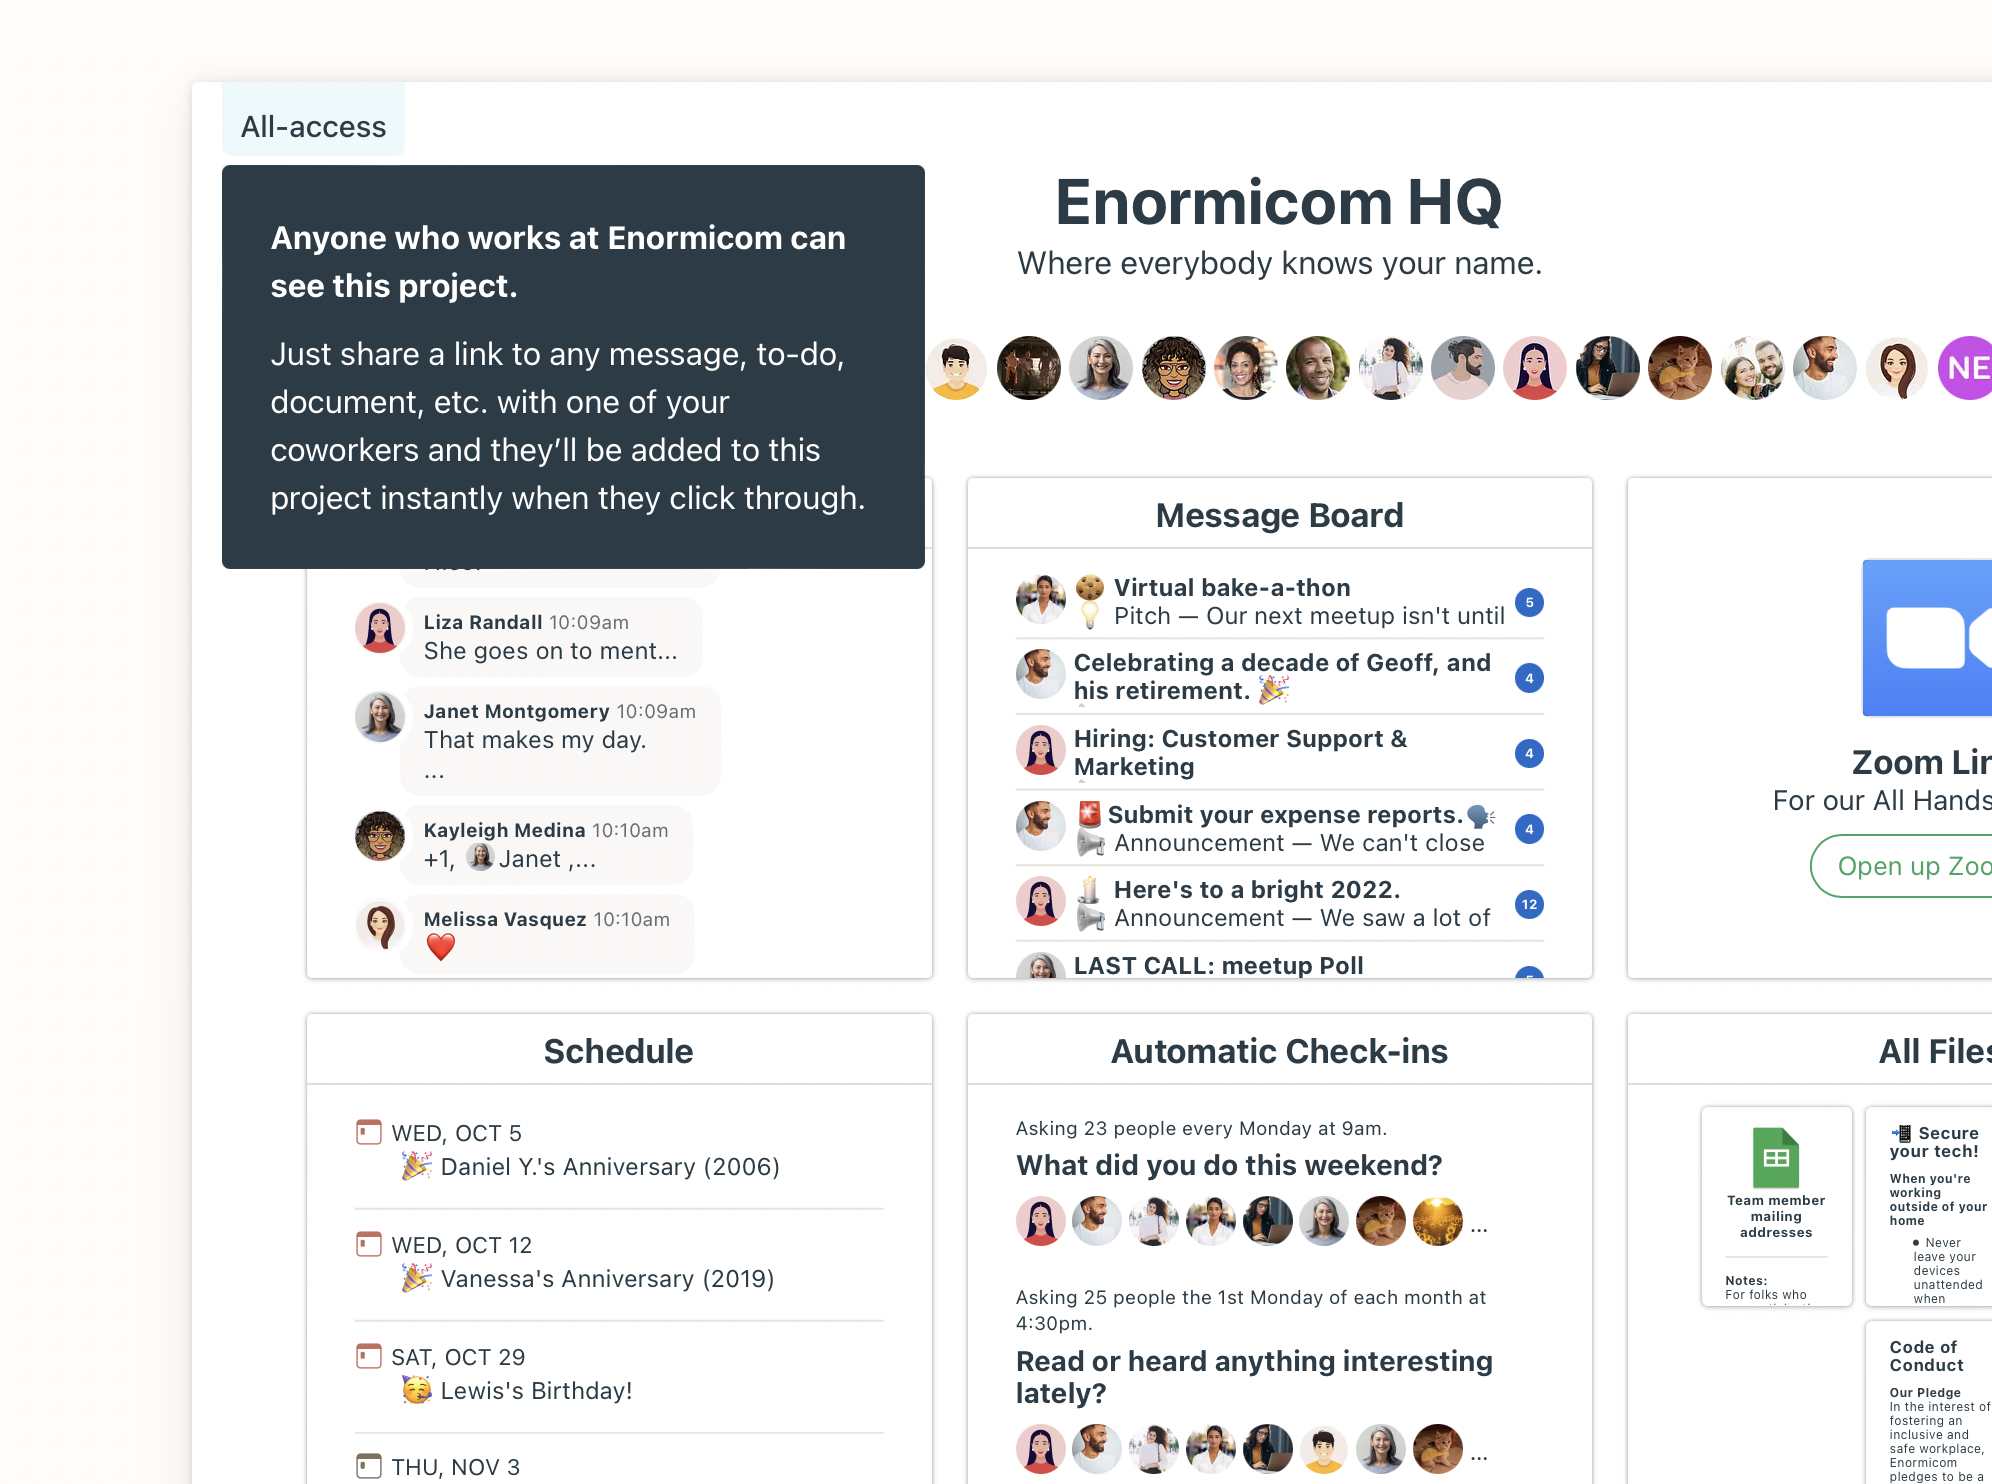 All-access
Anyone who works at Enormicom can
see this project.
Just share a link to any message, to-do,
document, etc. with one of your
coworkers and they’ll be added to this
project instantly when they click through.
Enormicom HQ
Where everybody knows your name.
NE
Liza Randall 10:09am
She goes on to ment...
Janet Montgomery 10:09am
That makes my day.
...
Kayleigh Medina 10:10am
+1, Janet ,...
Melissa Vasquez 10:10am
Message Board
Virtual bake-a-thon
Pitch — Our next meetup isn't until
5
Celebrating a decade of Geoff, and
his retirement.
4
Hiring: Customer Support &
Marketing
4
Submit your expense reports.
Announcement — We can't close
4
Here's to a bright 2022.
Announcement — We saw a lot of
12
LAST CALL: meetup Poll
Zoom Lin
For our All Hands
Open up Zoo
Schedule
WED, OCT 5
Daniel Y.'s Anniversary (2006)
WED, OCT 12
Vanessa's Anniversary (2019)
SAT, OCT 29
Lewis's Birthday!
THU, NOV 3
Automatic Check-ins
Asking 23 people every Monday at 9am.
What did you do this weekend?
...
Asking 25 people the 1st Monday of each month at
4:30pm.
Read or heard anything interesting
lately?
...
All Files
Team member
mailing
addresses
Notes:
For folks who
Secure
your tech!
When you're
working
outside of your
home
• Never
leave your
devices
unattended
when
Code of
Conduct
Our Pledge
In the interest of
fostering an
inclusive and
safe workplace,
Enormicom
pledges to be a